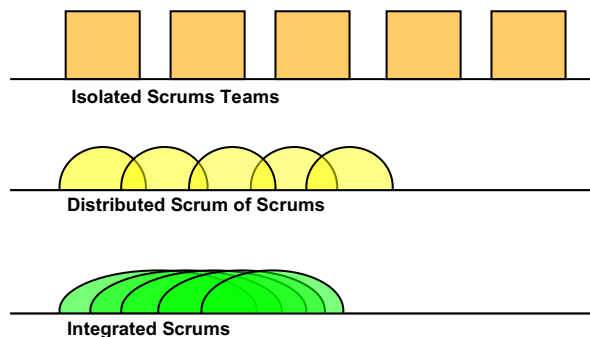 Isolated Scrums Teams
Distributed Scrum of Scrums
Integrated Scrums